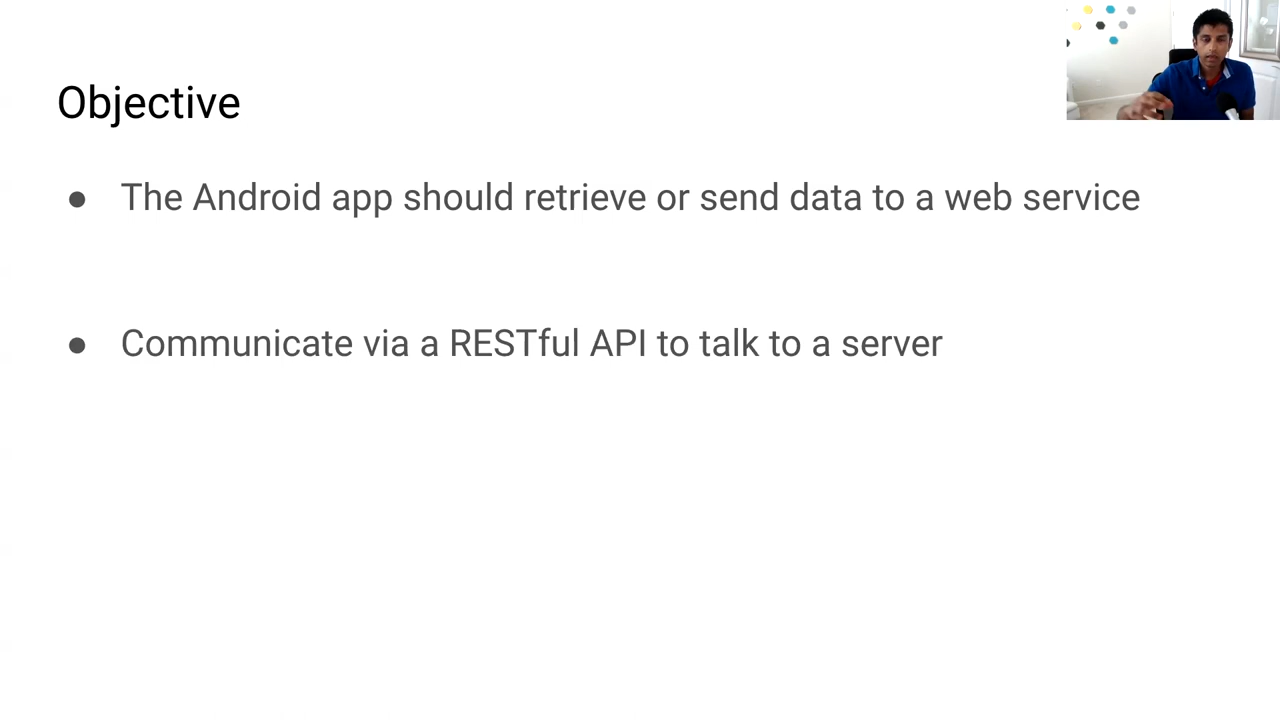 Objective
● The Android app should retrieve or send data to a web service
● Communicate via a RESTful API to talk to a server